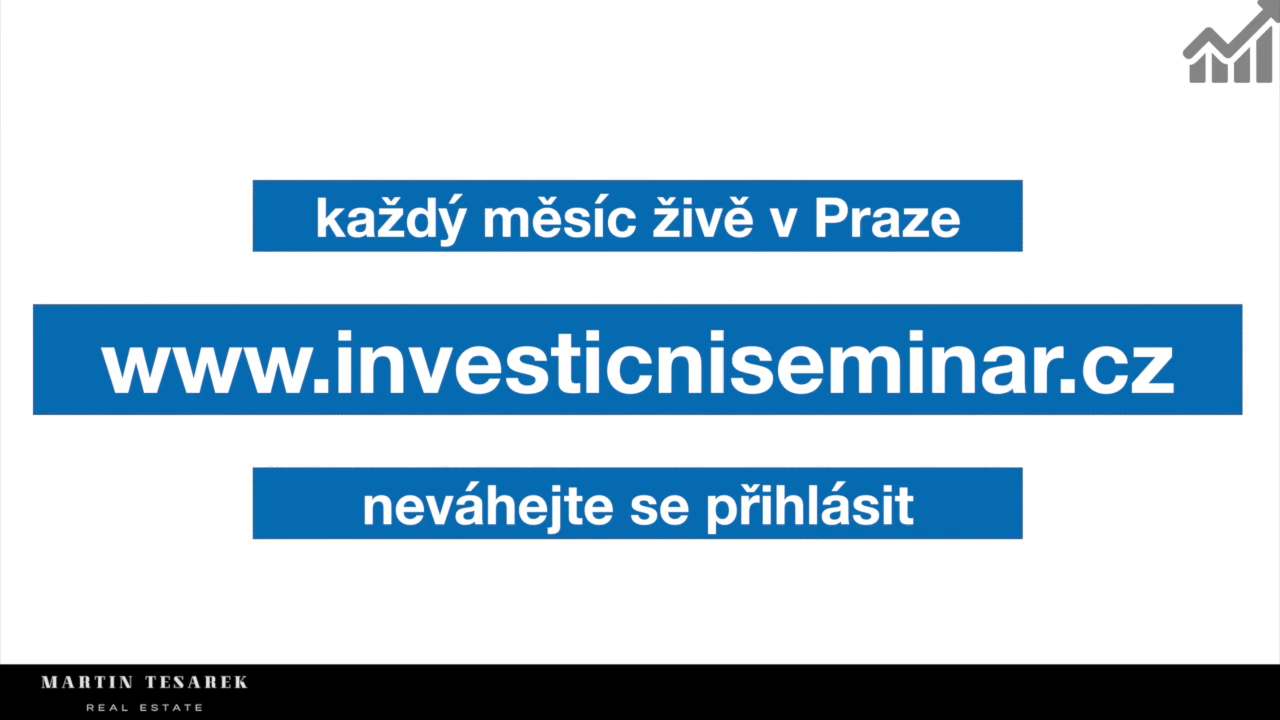 každý měsíc živě v Praze
www.investicniseminar.cz
neváhejte se přihlásit
MARTIN TESAREK
REAL ESTATE